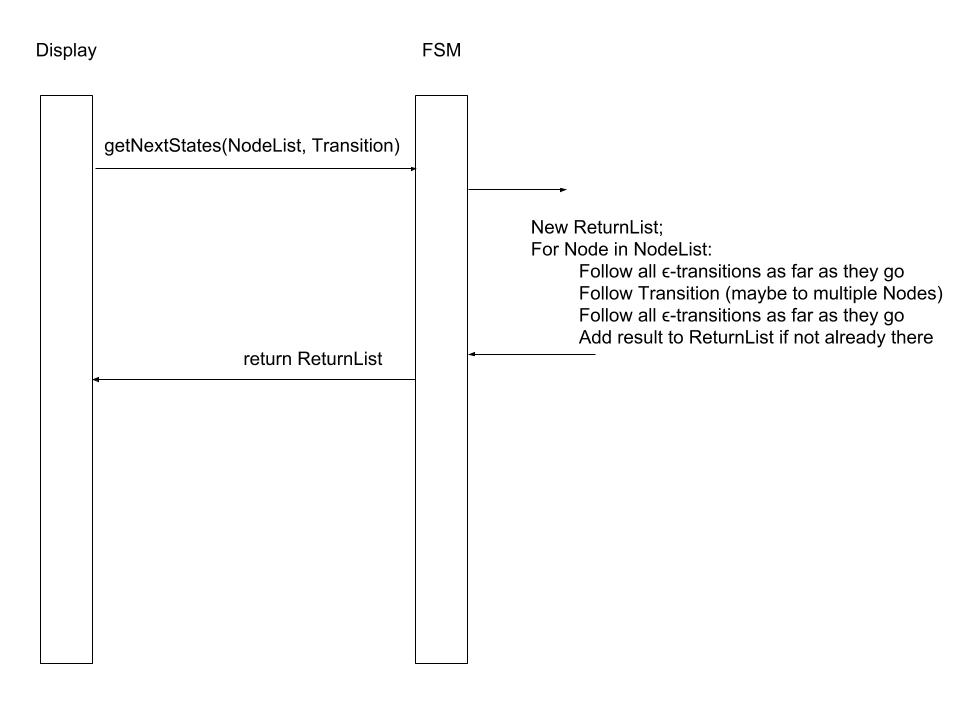 Display
FSM
getNextStates(NodeList, Transition)
New ReturnList;
For Node in NodeList:
Follow all ϵ-transitions as far as they go
Follow Transition (maybe to multiple Nodes)
Follow all ϵ-transitions as far as they go
Add result to ReturnList if not already there
return ReturnList